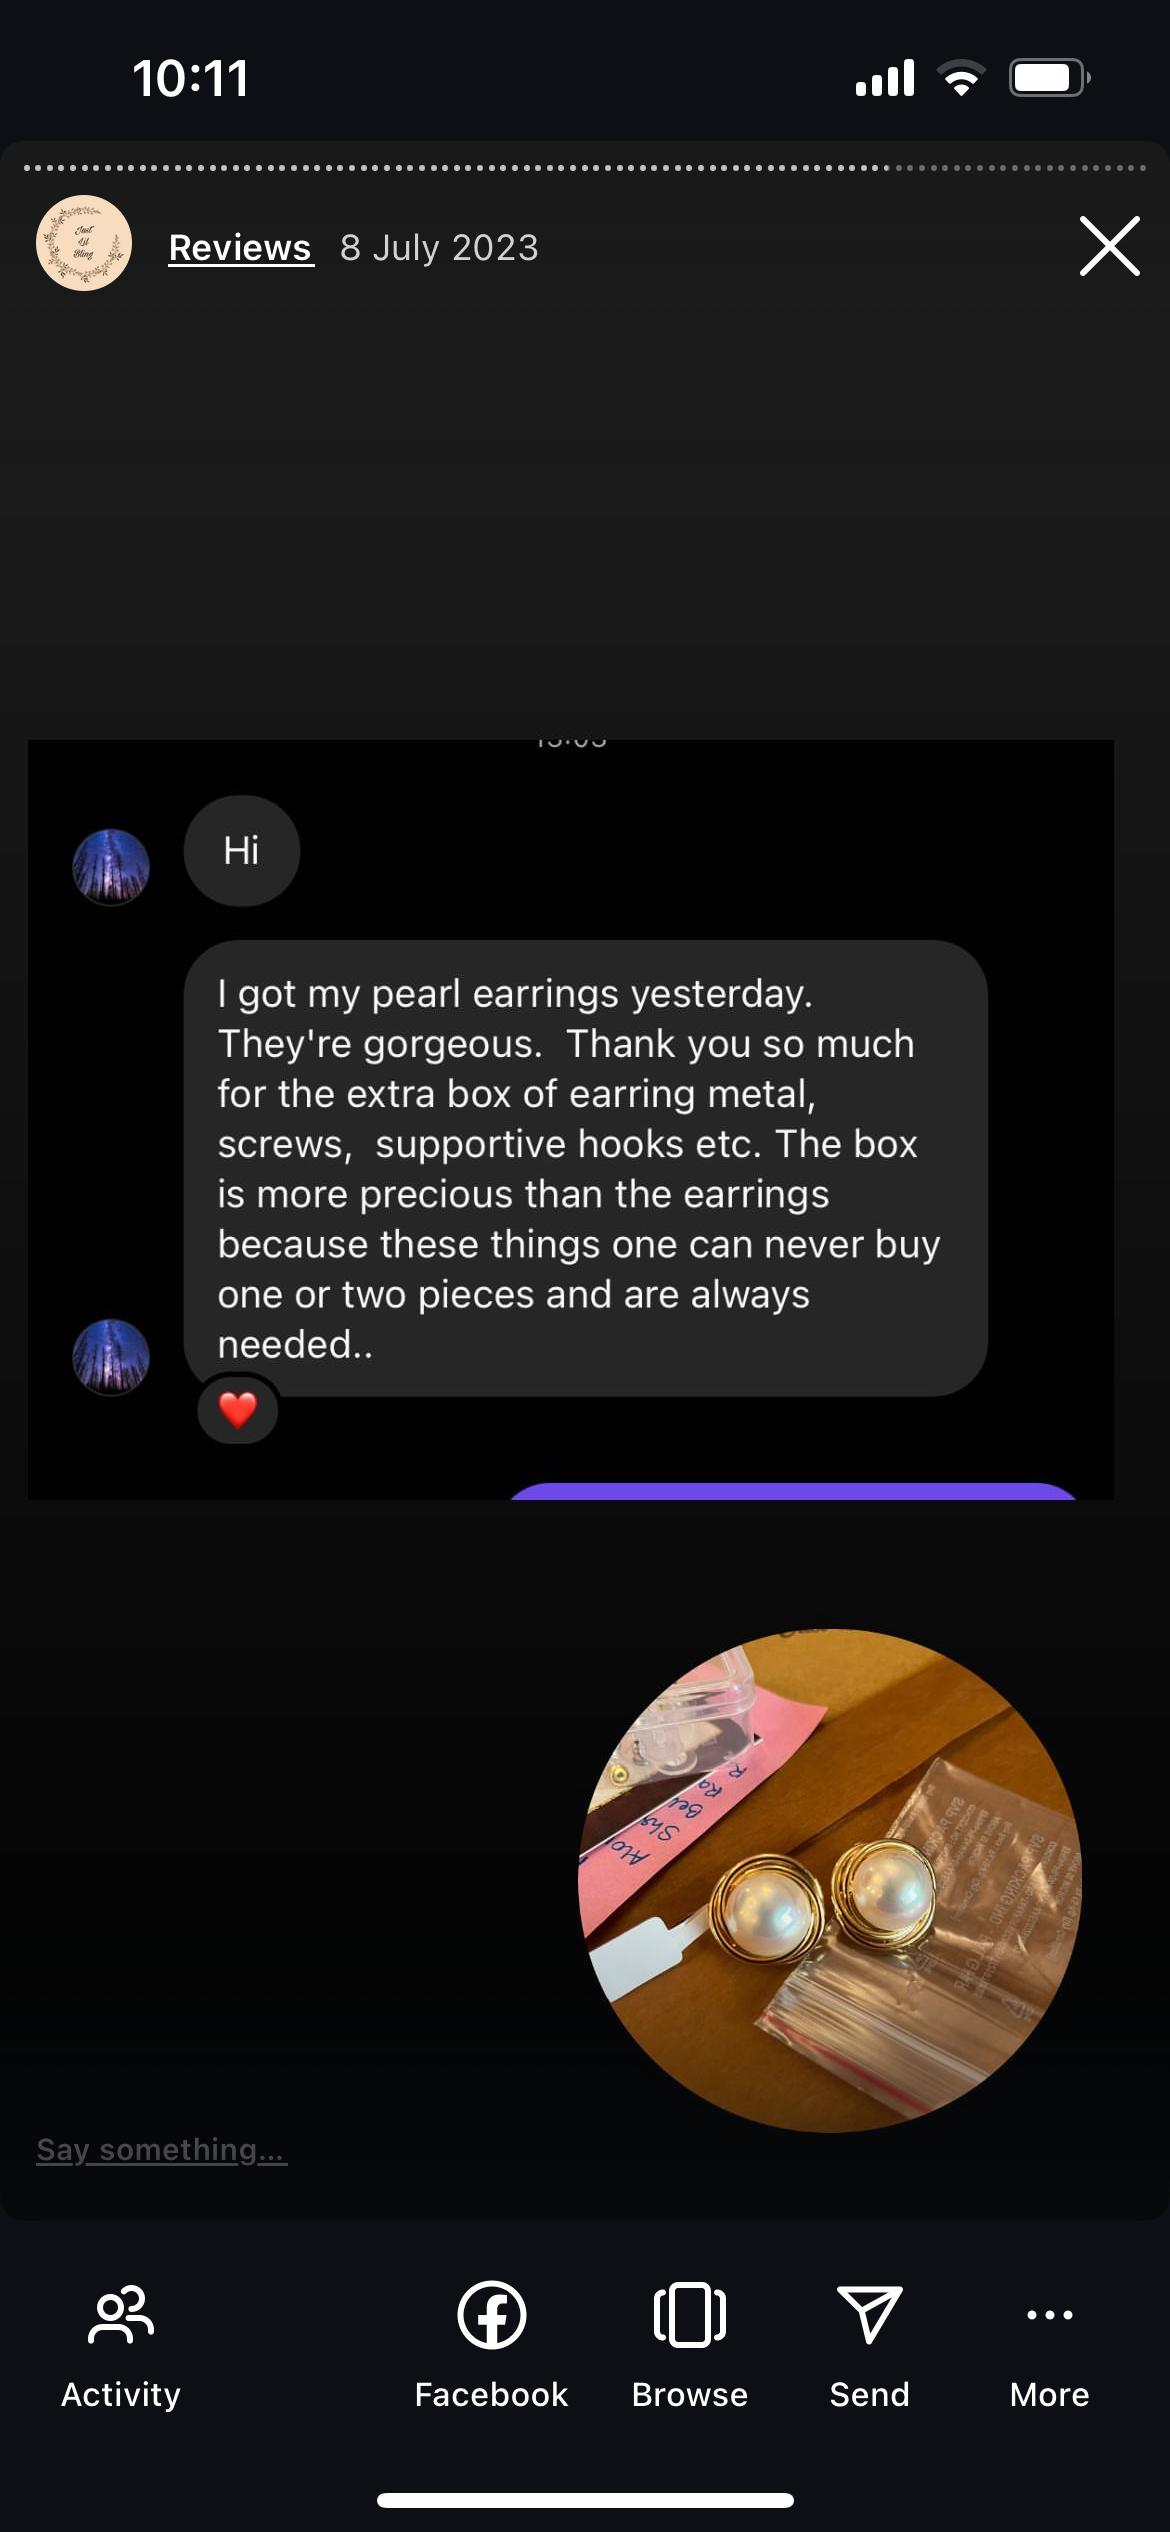 10:11
Just
Lil
Bling
Reviews 8 July 2023
Hi
I got my pearl earrings yesterday.
They're gorgeous.  Thank you so much
for the extra box of earring metal,
screws,  supportive hooks etc. The box
is more precious than the earrings
because these things one can never buy
one or two pieces and are always
needed..
Say something...
Activity
Facebook
Browse
Send
More